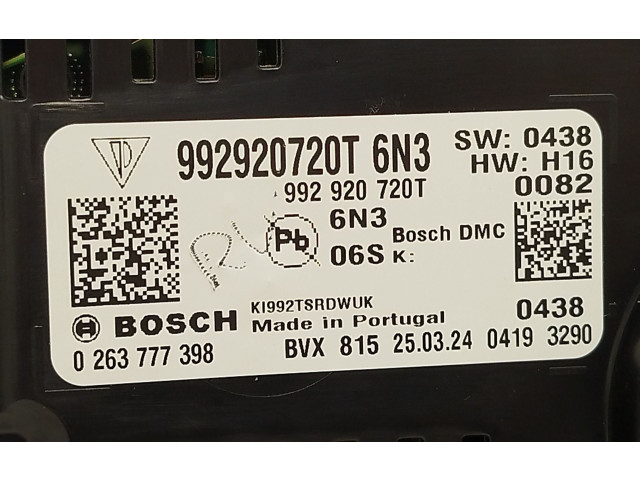 992920720T 6N3
SW: 0438
HW: H16
992 920 720T
0082
Pb
6N3
06S
Bosch DMC
K:
KI992TSRDWUK
BOSCH
Made in Portugal
0438
0 263 777 398
BVX 815 25.03.24 0419 3290